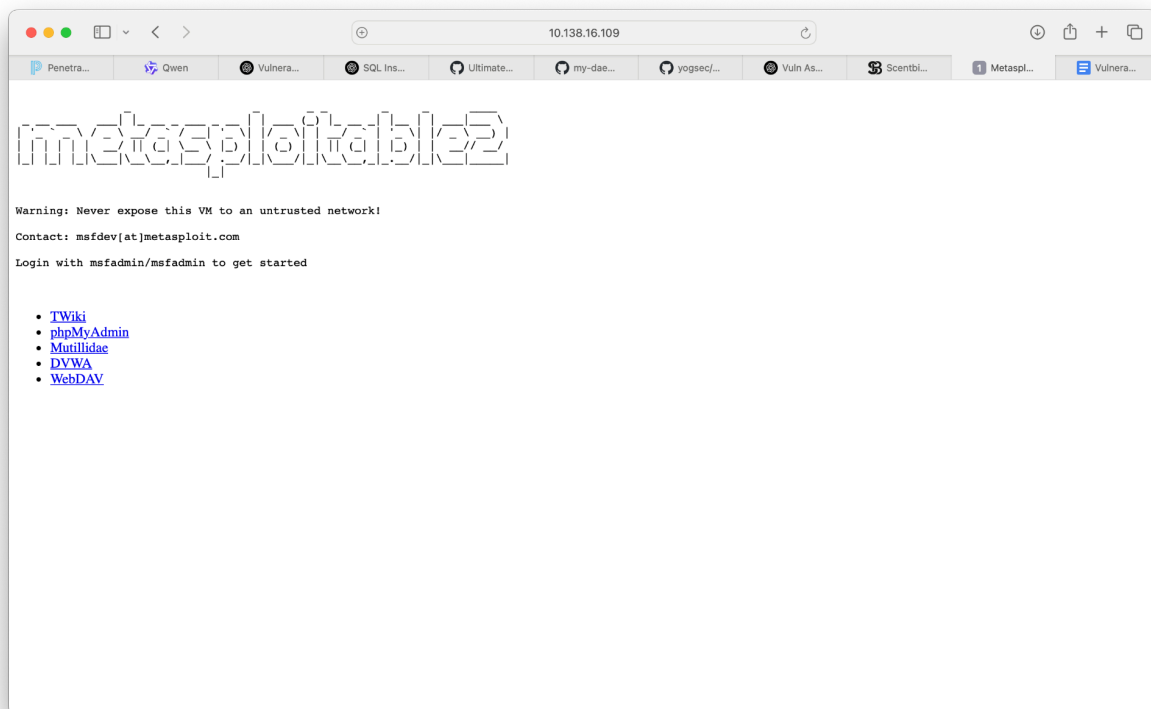 10.138.16.109
Penetra...
Qwen
Vulnera...
SQL Ins...
Ultimate...
my-dae...
yogsec/...
Vuln As...
Scentbi...
1 Metaspl...
Vulnera...
metasploitable2
Warning: Never expose this VM to an untrusted network!
Contact: msfdev[at]metasploit.com
Login with msfadmin/msfadmin to get started
• TWiki
• phpMyAdmin
• Mutillidae
• DVWA
• WebDAV